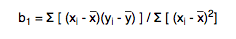 b₁ = Σ [ (xᵢ - x̅)(yᵢ - y̅) ] / Σ [ (xᵢ - x̅)²]